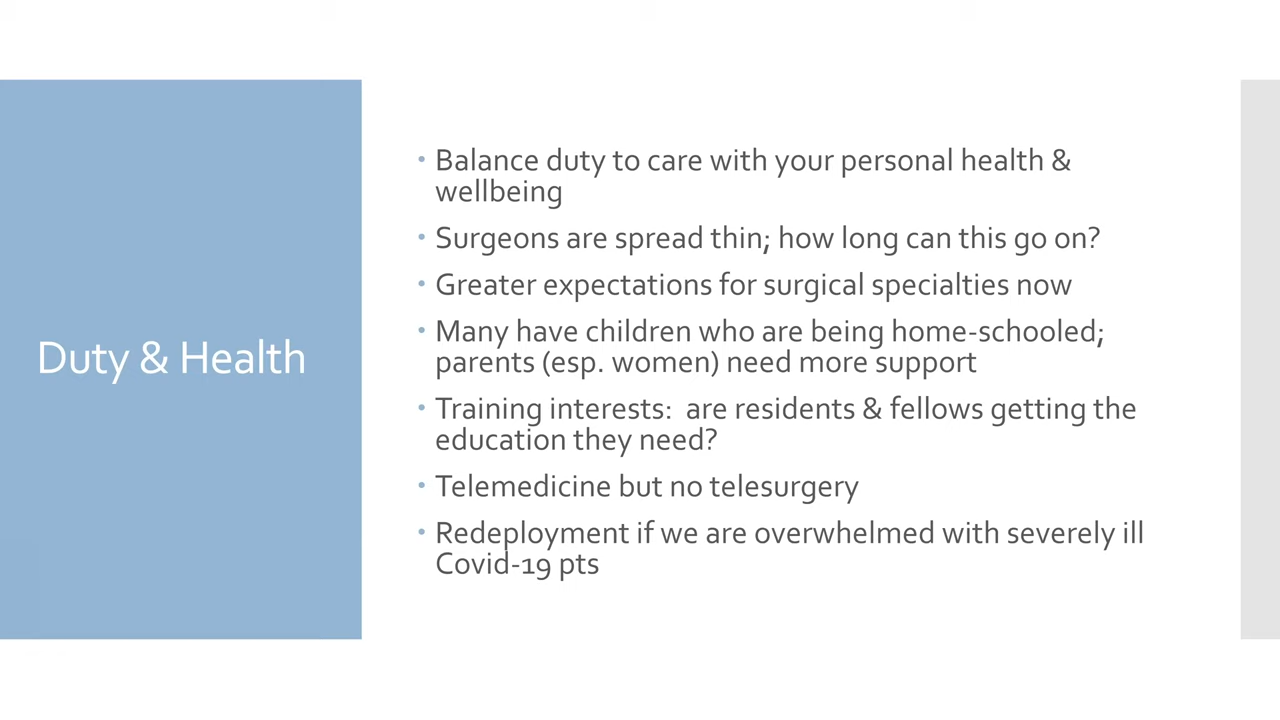 Duty & Health
• Balance duty to care with your personal health &
wellbeing
• Surgeons are spread thin; how long can this go on?
• Greater expectations for surgical specialties now
• Many have children who are being home-schooled;
parents (esp. women) need more support
• Training interests:  are residents & fellows getting the
education they need?
• Telemedicine but no telesurgery
• Redeployment if we are overwhelmed with severely ill
Covid-19 pts